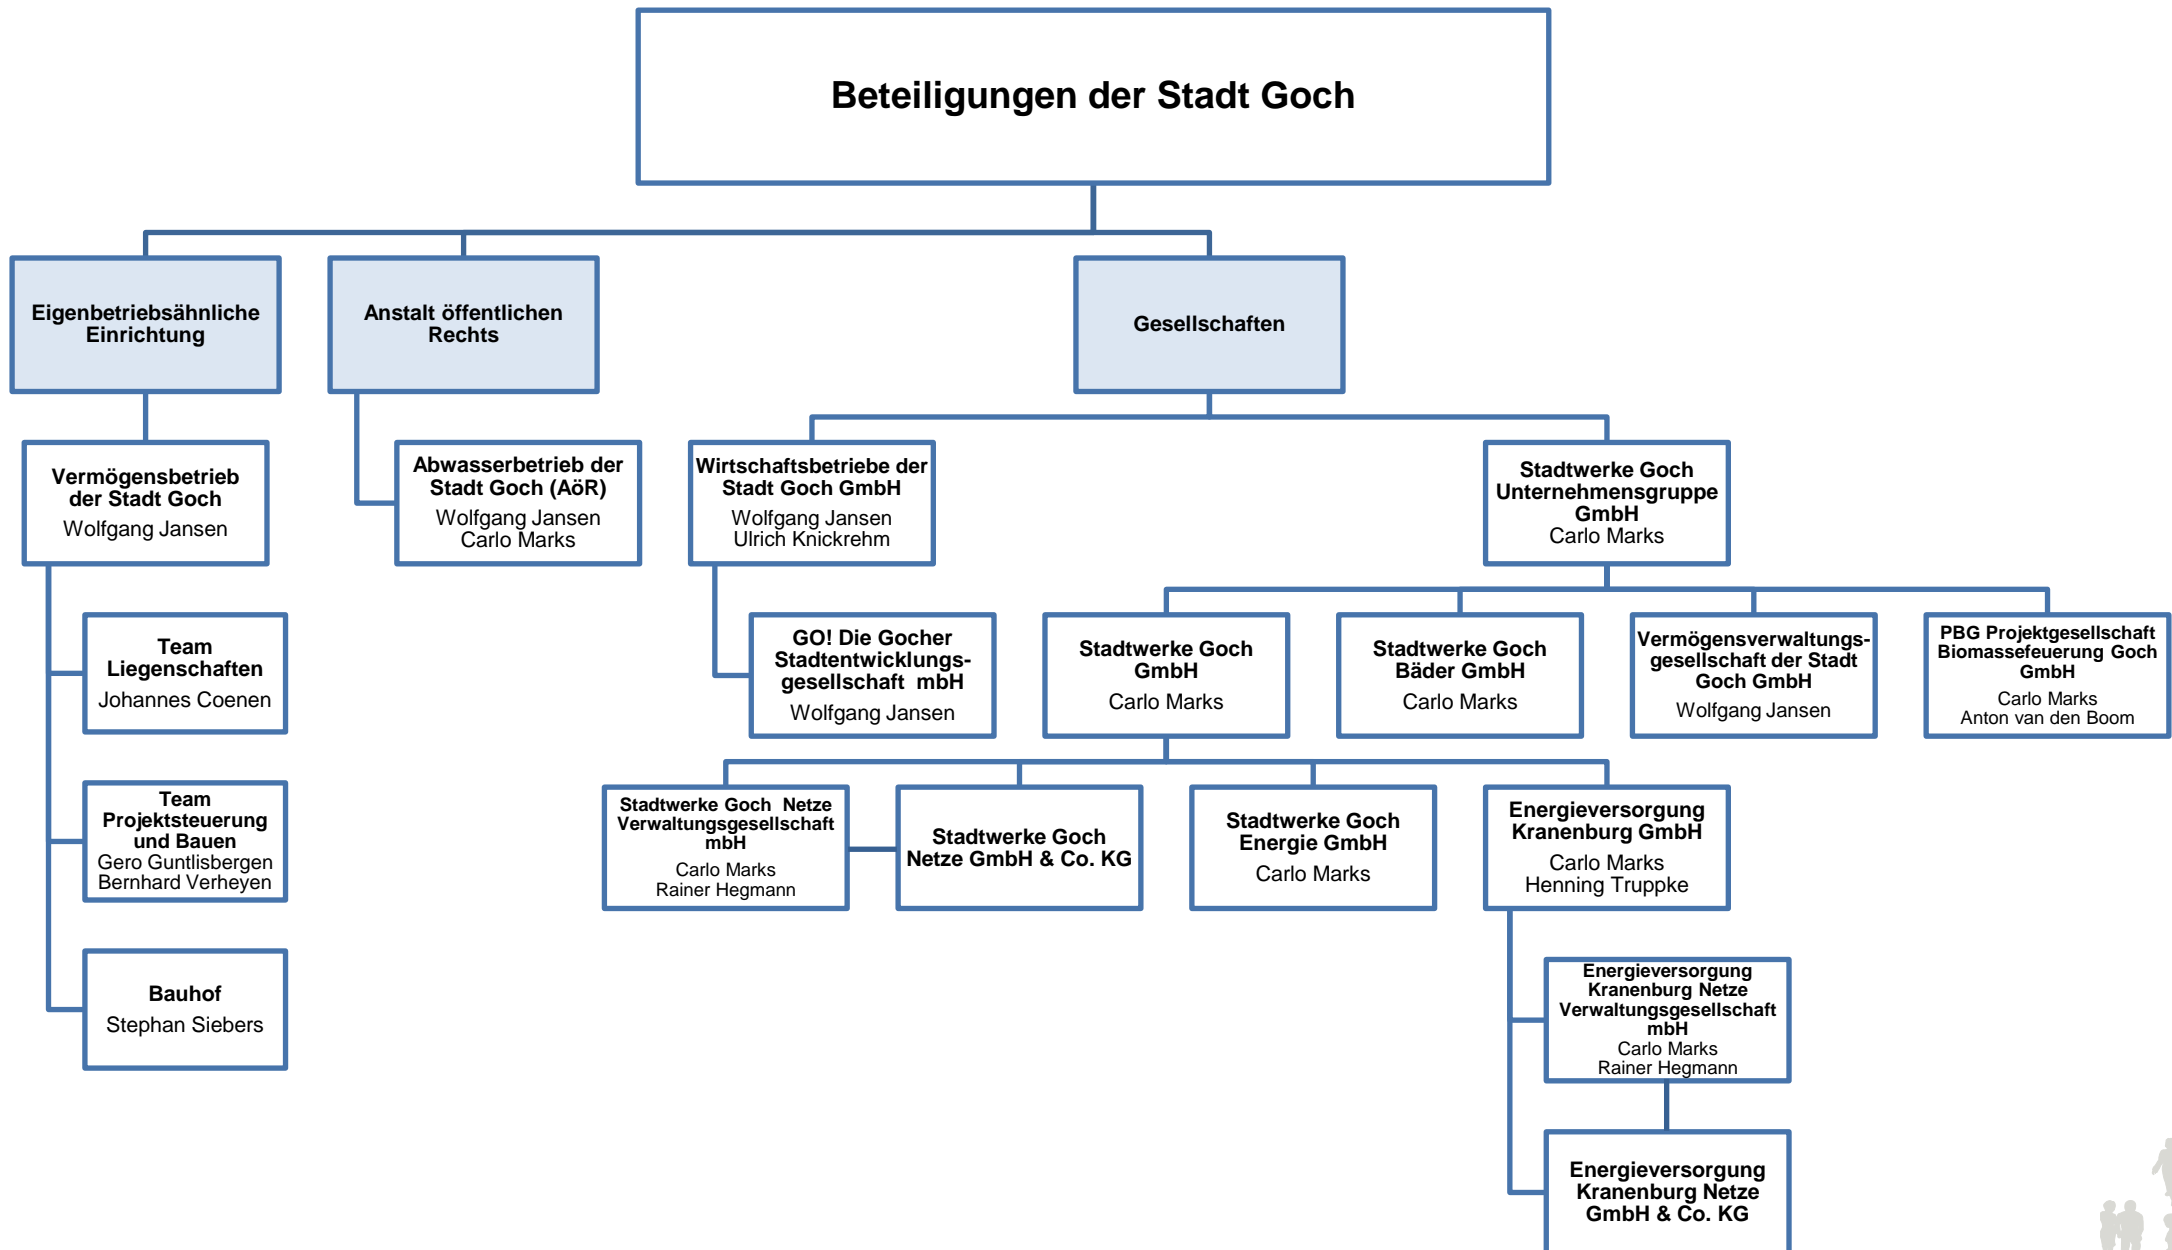 Beteiligungen der Stadt Goch
Eigenbetriebsähnliche
Einrichtung
Anstalt öffentlichen
Rechts
Gesellschaften
Vermögensbetrieb
der Stadt Goch
Wolfgang Jansen
Abwasserbetrieb der
Stadt Goch (AöR)
Wolfgang Jansen
Carlo Marks
Wirtschaftsbetriebe der
Stadt Goch GmbH
Wolfgang Jansen
Ulrich Knickrehm
Stadtwerke Goch
Unternehmensgruppe
GmbH
Carlo Marks
Team
Liegenschaften
Johannes Coenen
GO! Die Gocher
Stadtentwicklungs-
gesellschaft mbH
Wolfgang Jansen
Stadtwerke Goch
GmbH
Carlo Marks
Stadtwerke Goch
Bäder GmbH
Carlo Marks
Vermögensverwaltungs-
gesellschaft der Stadt
Goch GmbH
Wolfgang Jansen
PBG Projektgesellschaft
Biomassefeuerung Goch
GmbH
Carlo Marks
Anton van den Boom
Team
Projektsteuerung
und Bauen
Gero Guntlisbergen
Bernhard Verheyen
Stadtwerke Goch Netze
Verwaltungsgesellschaft
mbH
Carlo Marks
Rainer Hegmann
Stadtwerke Goch
Netze GmbH & Co. KG
Stadtwerke Goch
Energie GmbH
Carlo Marks
Energieversorgung
Kranenburg GmbH
Carlo Marks
Henning Truppke
Bauhof
Stephan Siebers
Energieversorgung
Kranenburg Netze
Verwaltungsgesellschaft
mbH
Carlo Marks
Rainer Hegmann
Energieversorgung
Kranenburg Netze
GmbH & Co. KG